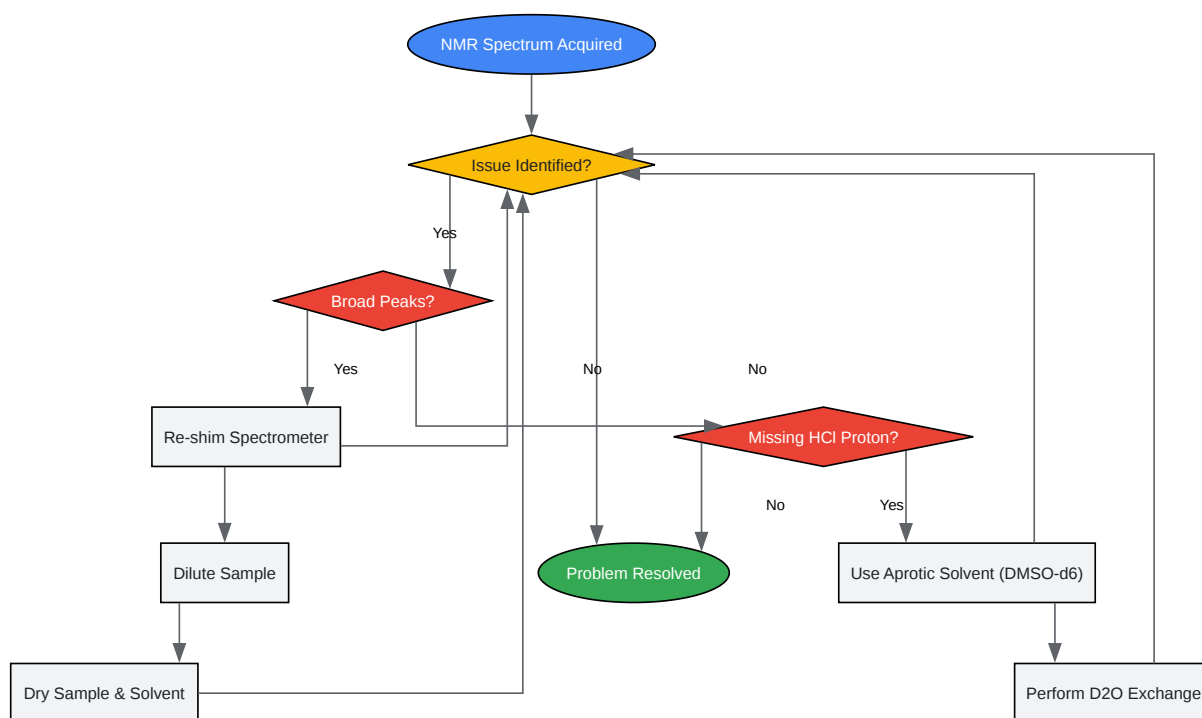 NMR Spectrum Acquired
Issue Identified?
Yes
Broad Peaks?
Yes
No
No
Re-shim Spectrometer
Missing HCl Proton?
No
Yes
Dilute Sample
Problem Resolved
Use Aprotic Solvent (DMSO-d6)
Dry Sample & Solvent
Perform D2O Exchange